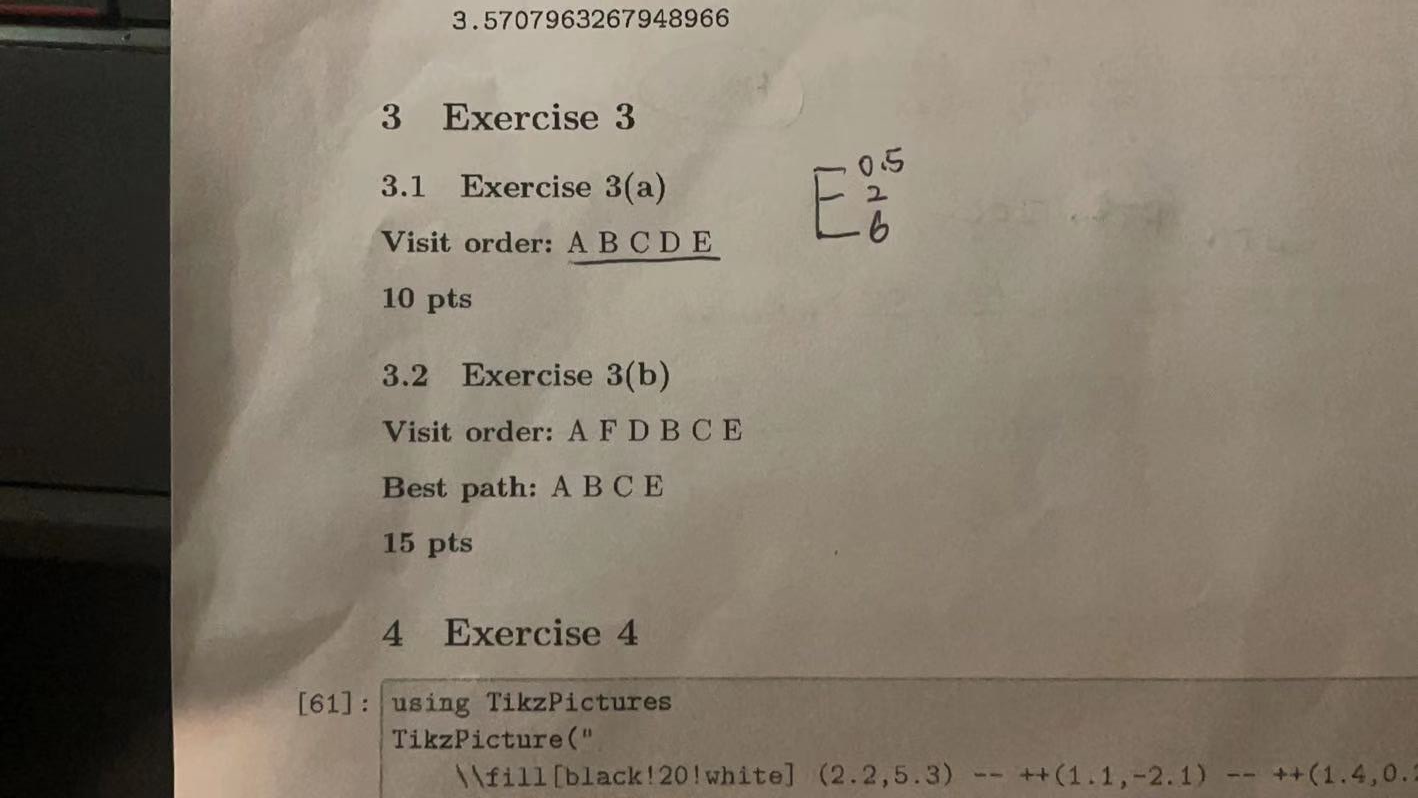 3.5707963267948966
3 Exercise 3
3.1 Exercise 3(a)
Visit order: A B C D E
10 pts
0.5
2
6
3.2 Exercise 3(b)
Visit order: A F D B C E
Best path: A B C E
15 pts
4 Exercise 4
[61]: using TikzPictures
TikzPicture("
\\fill[black!20!white] (2.2,5.3) -- ++(1.1,-2.1) -- ++(1.4,0.